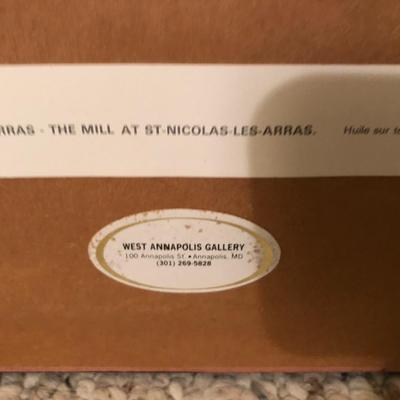 RRAS - THE MILL AT ST-NICOLAS-LES-ARRAS. Huile sur
WEST ANNAPOLIS GALLERY
100 Annapolis St. • Annapolis, MD
(301) 269-5828